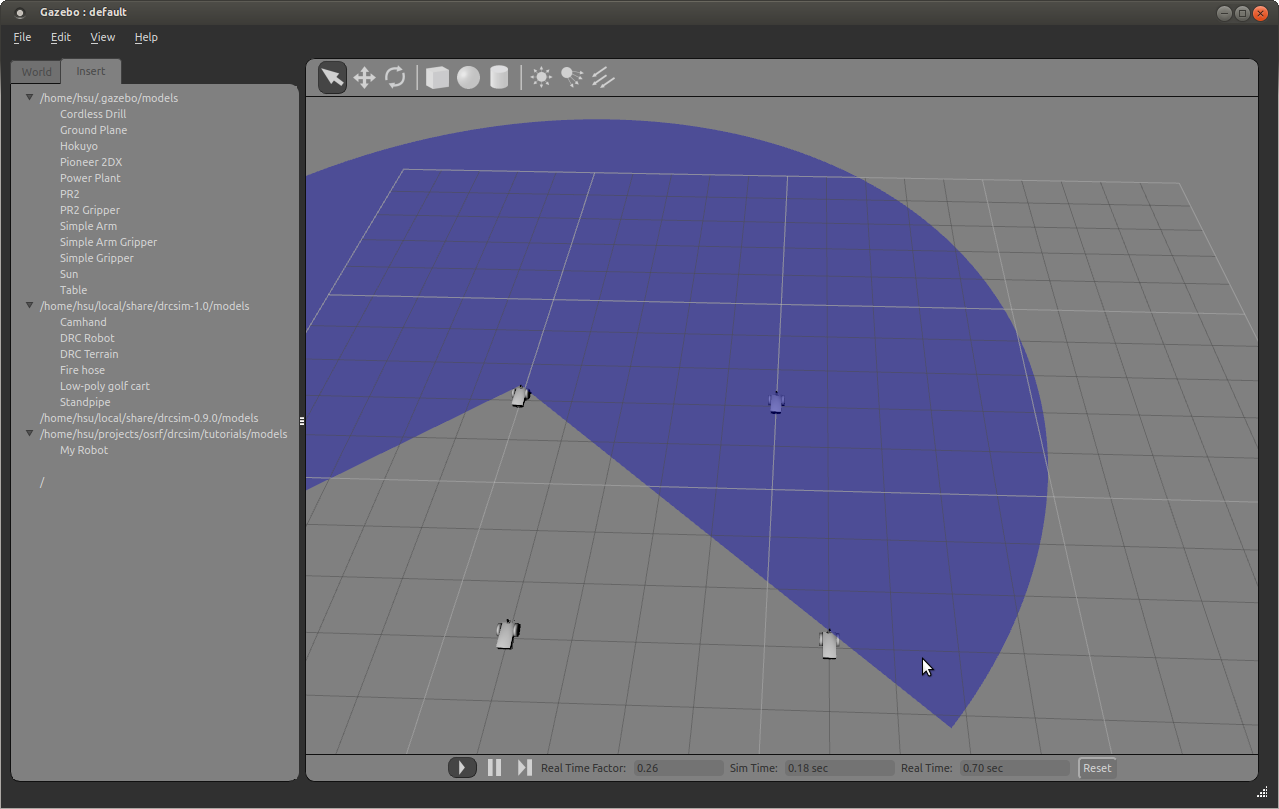 Gazebo : default
File Edit View Help
World Insert
/home/hsu/.gazebo/models
Cordless Drill
Ground Plane
Hokuyo
Pioneer 2DX
Power Plant
PR2
PR2 Gripper
Simple Arm
Simple Arm Gripper
Simple Gripper
Sun
Table
/home/hsu/local/share/drcsim-1.0/models
Camhand
DRC Robot
DRC Terrain
Fire hose
Low-poly golf cart
Standpipe
/home/hsu/local/share/drcsim-0.9.0/models
/home/hsu/projects/osrf/drcsim/tutorials/models
My Robot
/
Real Time Factor: 0.26 Sim Time: 0.18 sec Real Time: 0.70 sec Reset